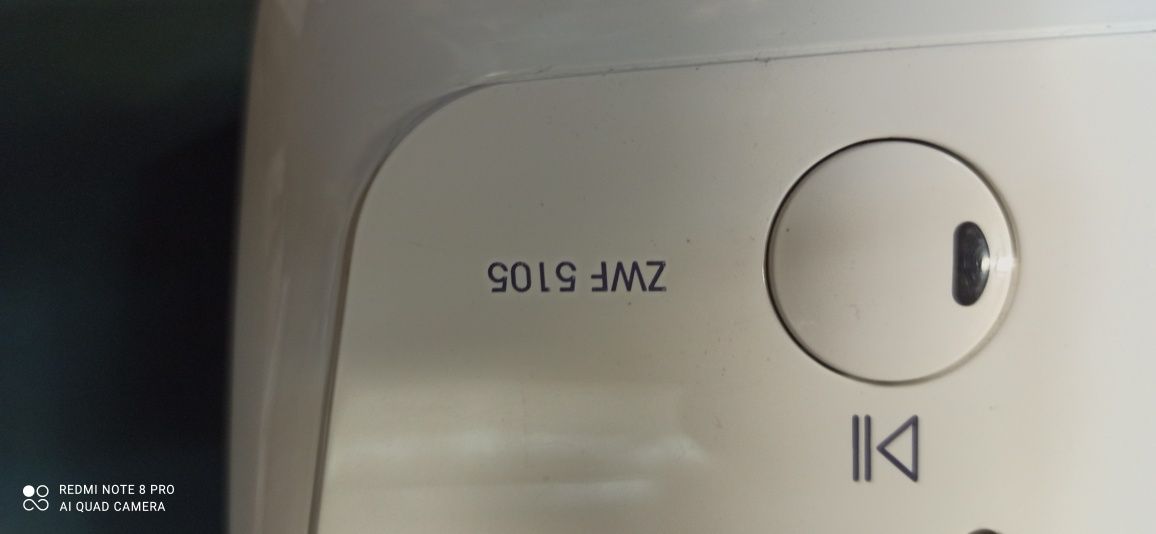 ZWF 5105
REDMI NOTE 8 PRO
AI QUAD CAMERA